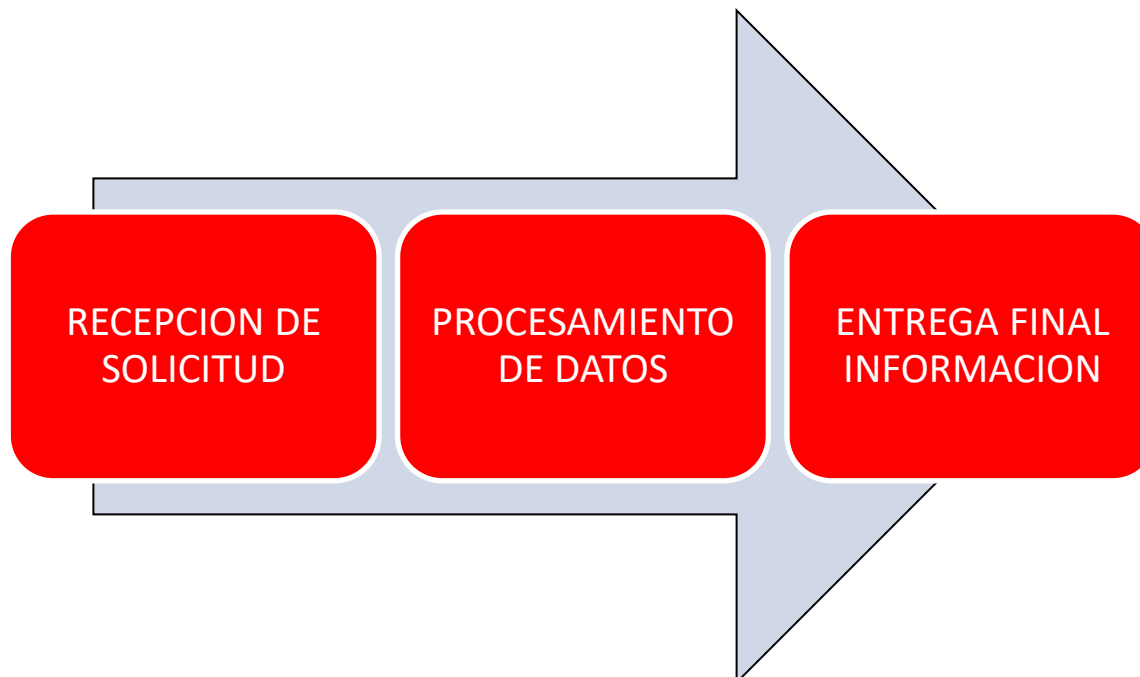 RECEPCION DE
SOLICITUD
PROCESAMIENTO
DE DATOS
ENTREGA FINAL
INFORMACION